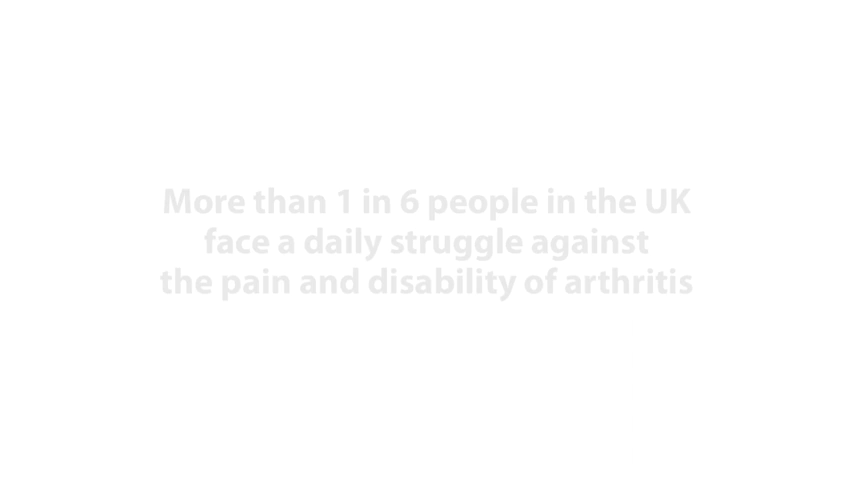 More than 1 in 6 people in the UK
face a daily struggle against
the pain and disability of arthritis